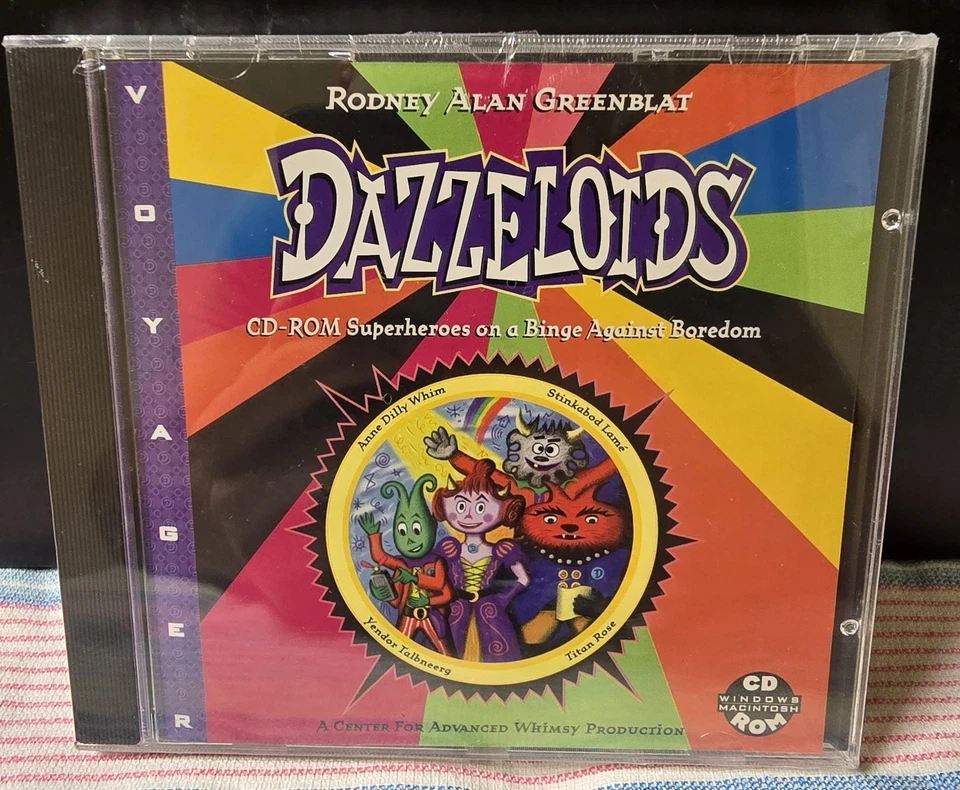 VOYAGER
RODNEY ALAN GREENBLAT
DAZZELOIDS
CD-ROM Superheroes on a Binge Against Boredom
Anne Dilly Whim
Stinkabod Lamé
Yendor Talbneerg
Titan Rose
A CENTER FOR ADVANCED WHIMSY PRODUCTION
CD
WINDOWS
MACINTOSH
ROM